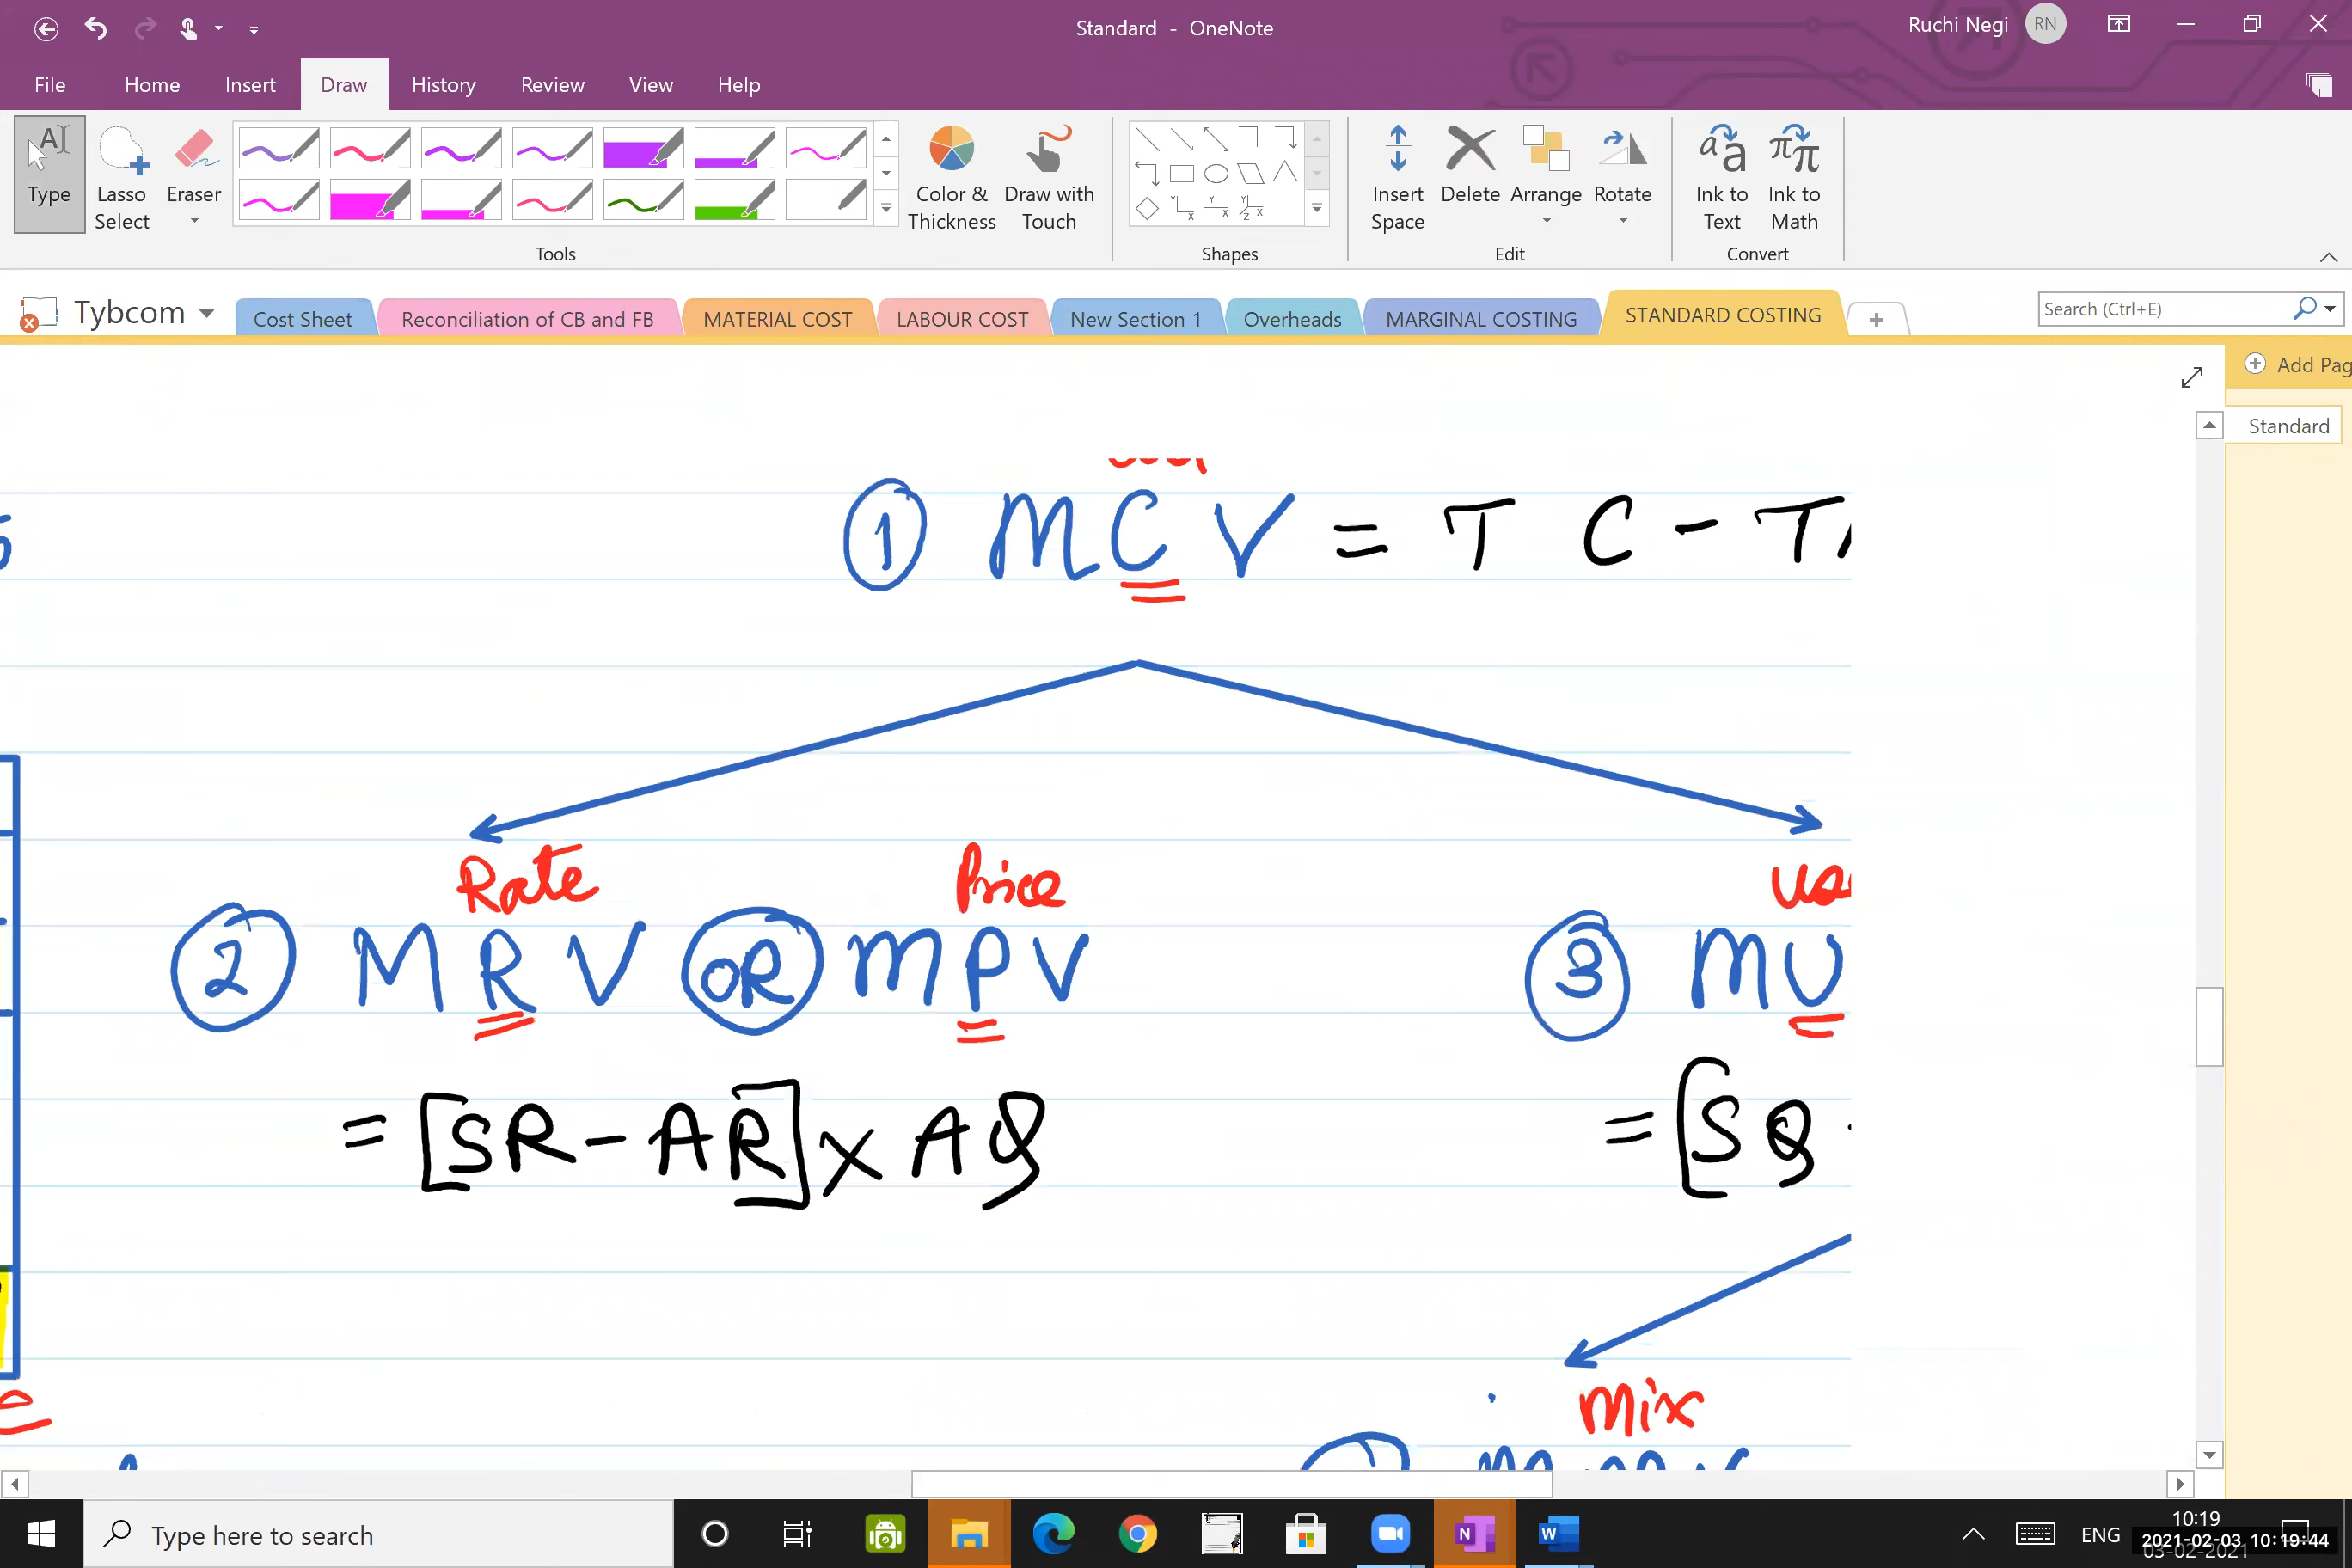 Standard - OneNote
Ruchi Negi RN
File Home Insert Draw History Review View Help
Type
Lasso Select
Eraser
Color & Thickness
Draw with Touch
Insert Space
Delete
Arrange
Rotate
Ink to Text
Ink to Math
Tools Shapes Edit Convert
Tybcom
Cost Sheet
Reconciliation of CB and FB
MATERIAL COST
LABOUR COST
New Section 1
Overheads
MARGINAL COSTING
STANDARD COSTING
Search (Ctrl+E)
Add Pag
Standard
1 MCV = T C - T
Rate Price Us
2 MRV OR MPV 3 MU
= [SR - AR] x AQ = [SQ
Mix
Type here to search
ENG
10:19
2021-02-03 10:19:44
03-02-2021